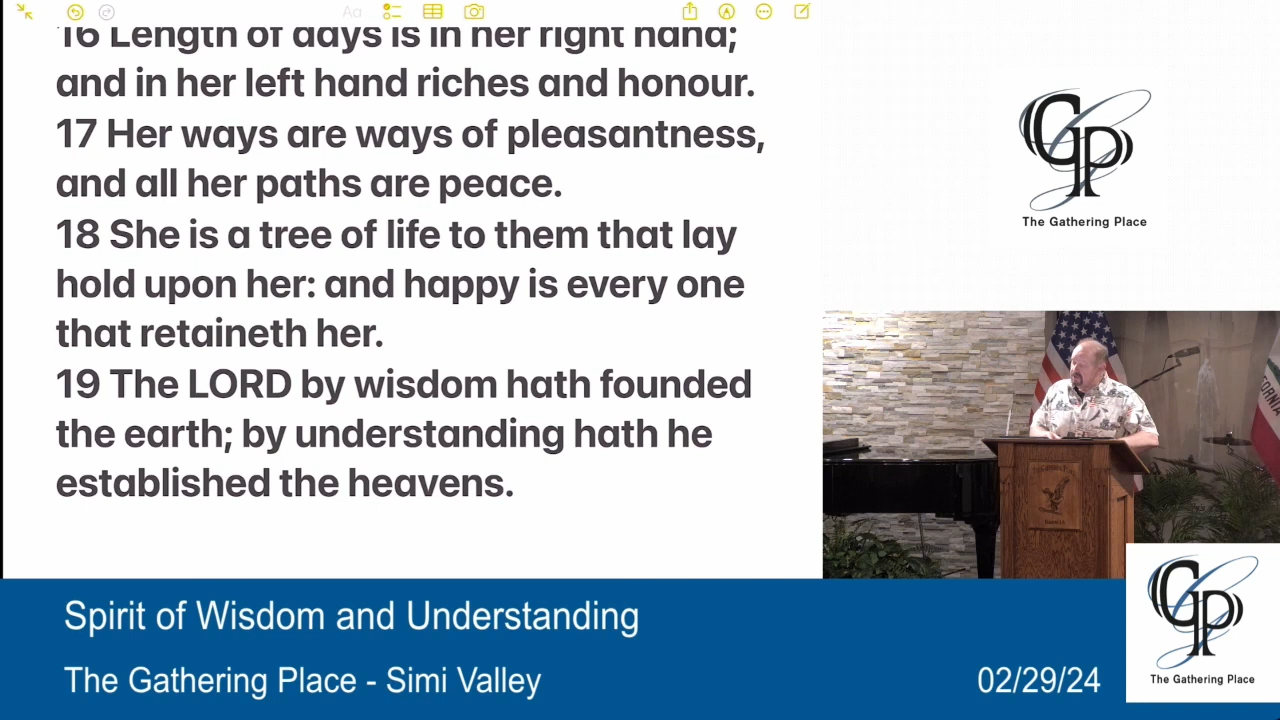 Aa
16 Length of days is in her right hand;
and in her left hand riches and honour.
17 Her ways are ways of pleasantness,
and all her paths are peace.
18 She is a tree of life to them that lay
hold upon her: and happy is every one
that retaineth her.
19 The LORD by wisdom hath founded
the earth; by understanding hath he
established the heavens.
GP
The Gathering Place
Spirit of Wisdom and Understanding
The Gathering Place - Simi Valley
02/29/24
GP
The Gathering Place